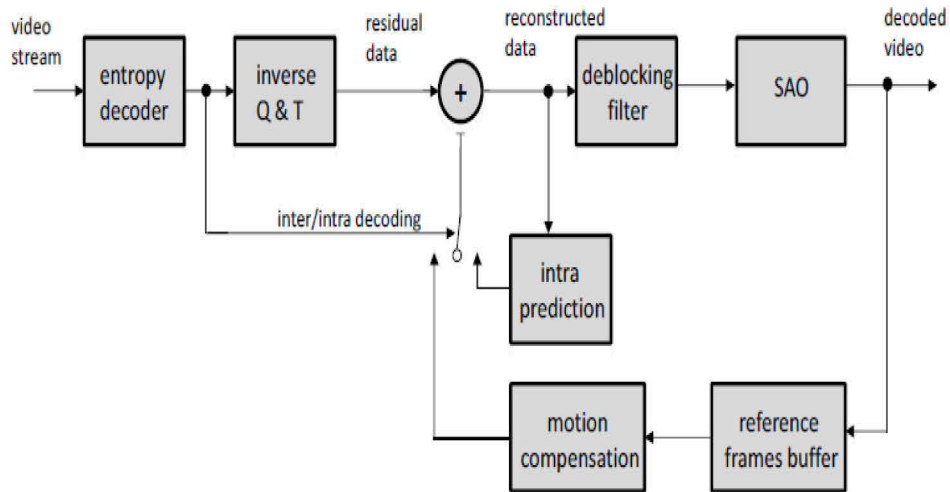 video
stream
entropy
decoder
inverse
Q & T
residual
data
+
reconstructed
data
deblocking
filter
SAO
decoded
video
inter/intra decoding
intra
prediction
motion
compensation
reference
frames buffer